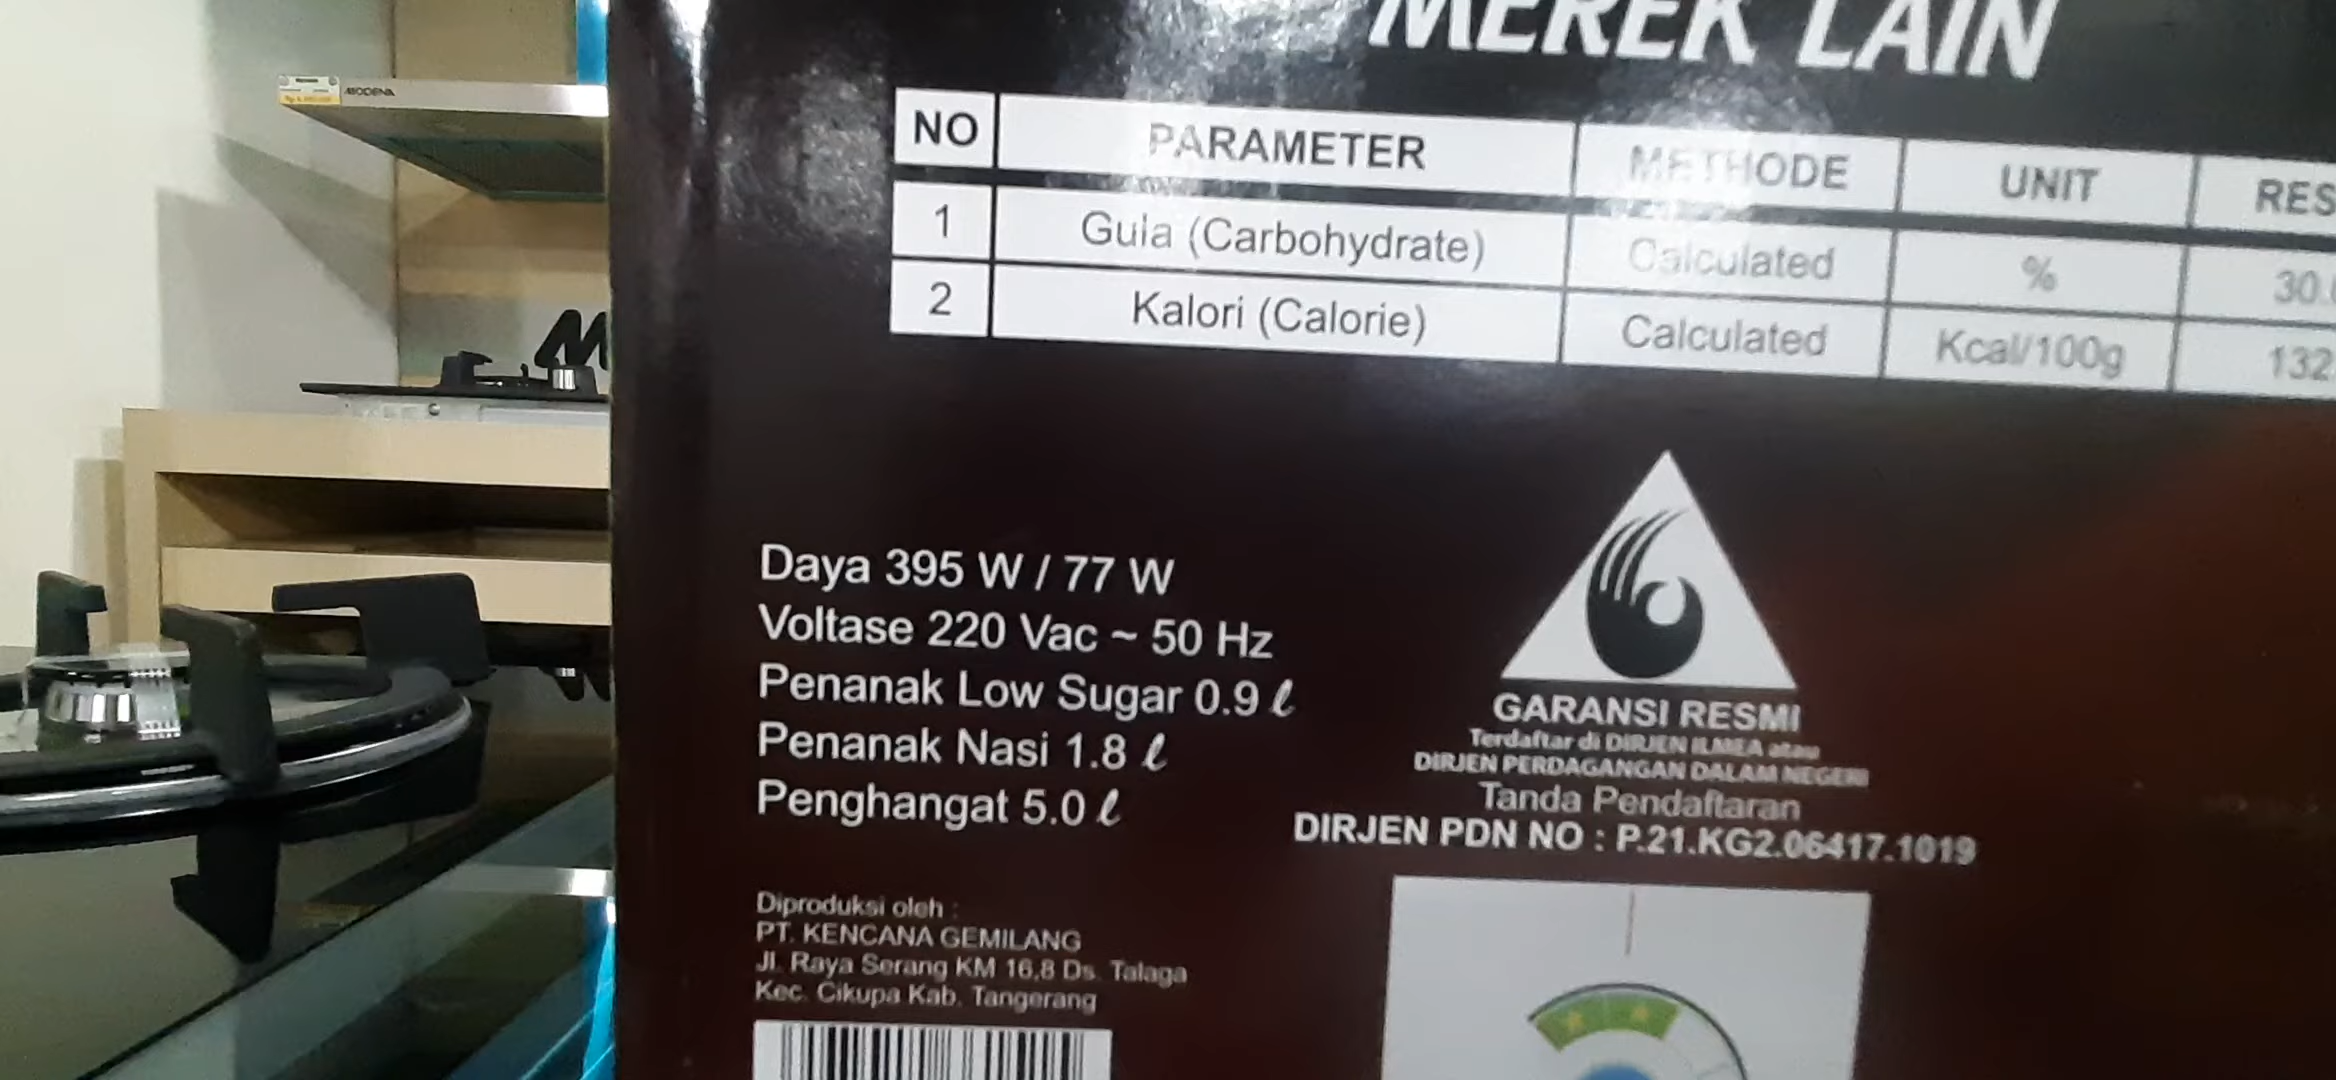 MODENA
MEREK LAIN
NO PARAMETER METHODE UNIT RES
1 Gula (Carbohydrate) Calculated % 30.
2 Kalori (Calorie) Calculated Kcal/100g 132
Daya 395 W / 77 W
Voltase 220 Vac ~ 50 Hz
Penanak Low Sugar 0.9 ℓ
Penanak Nasi 1.8 ℓ
Penghangat 5.0 ℓ
GARANSI RESMI
Terdaftar di DIRJEN ILMEA atau
DIRJEN PERDAGANGAN DALAM NEGERI
Tanda Pendaftaran
DIRJEN PDN NO : P.21.KG2.06417.1019
Diproduksi oleh :
PT. KENCANA GEMILANG
Jl. Raya Serang KM 16,8 Ds. Talaga
Kec. Cikupa Kab. Tangerang